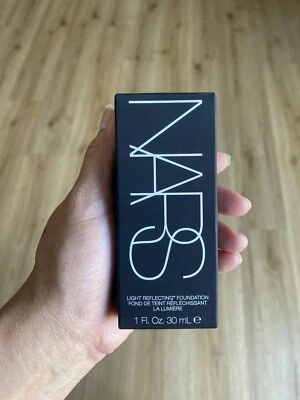 NARS
LIGHT REFLECTING™ FOUNDATION
FOND DE TEINT RÉFLÉCHISSANT
LA LUMIÈRE
1 Fl. Oz. 30 mL ℮